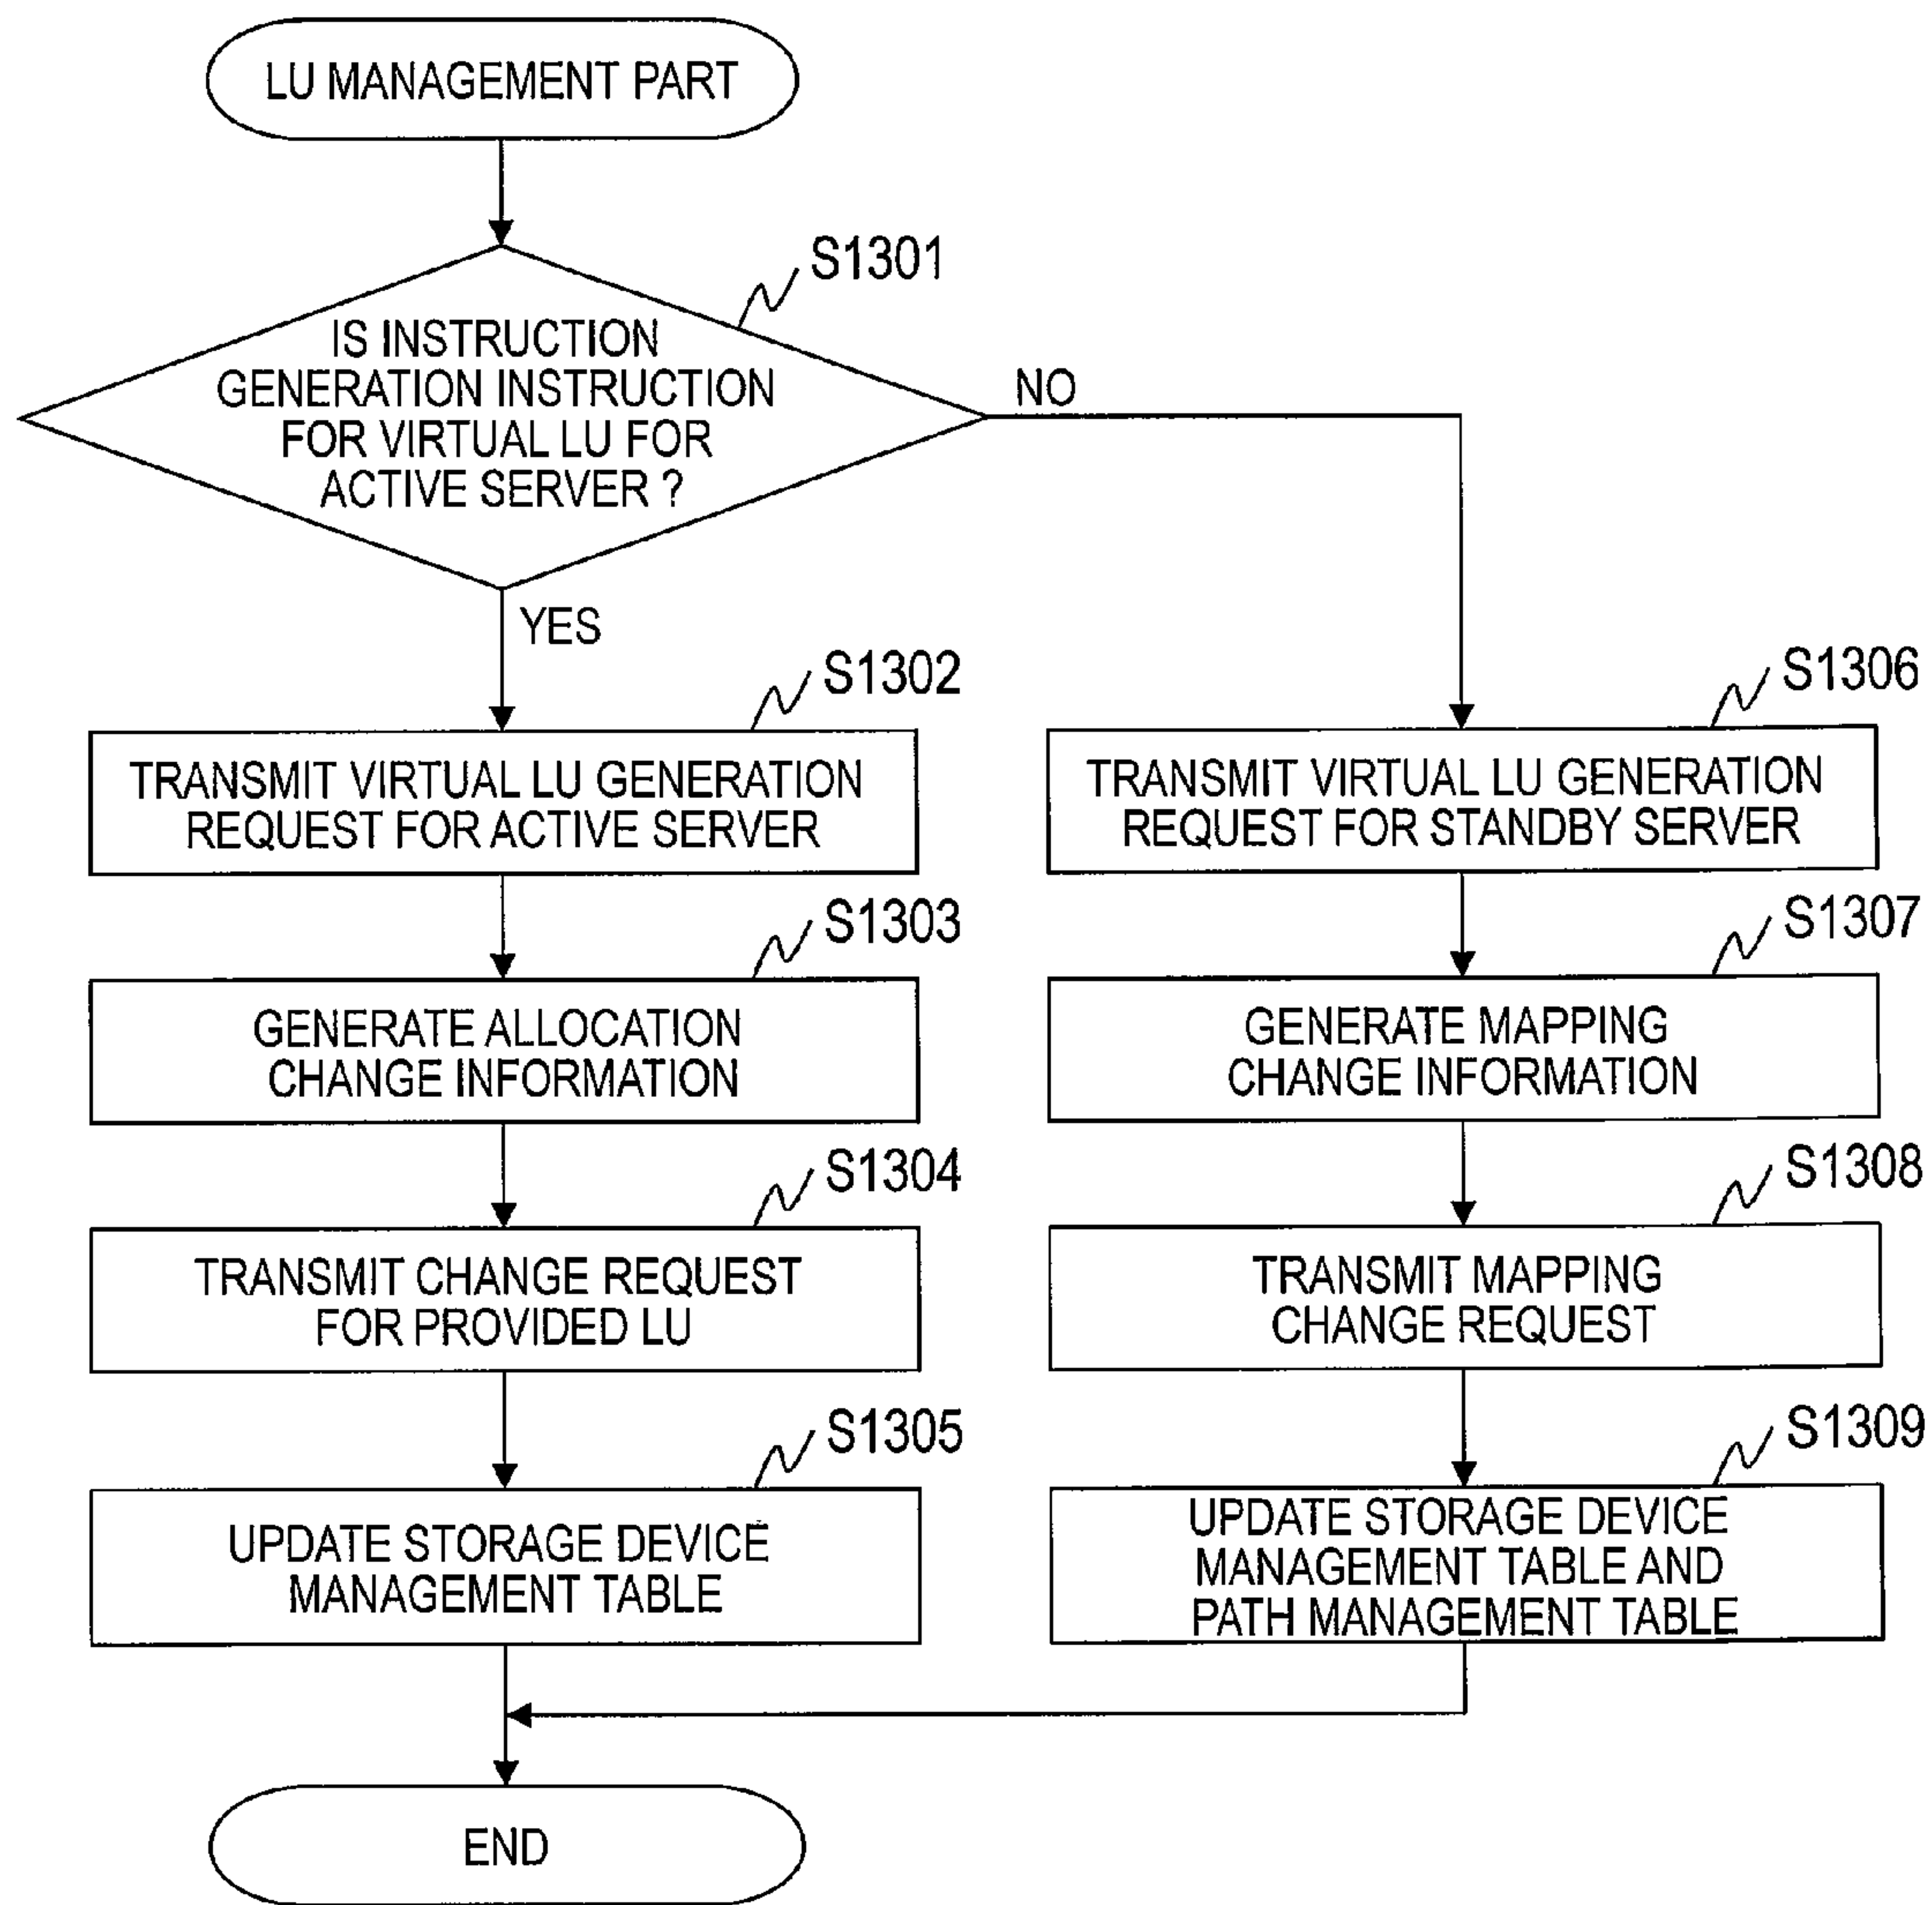 LU MANAGEMENT PART
S1301
IS INSTRUCTION
GENERATION INSTRUCTION
FOR VIRTUAL LU FOR
ACTIVE SERVER ?
NO
YES
S1302
TRANSMIT VIRTUAL LU GENERATION
REQUEST FOR ACTIVE SERVER
S1303
GENERATE ALLOCATION
CHANGE INFORMATION
S1304
TRANSMIT CHANGE REQUEST
FOR PROVIDED LU
S1305
UPDATE STORAGE DEVICE
MANAGEMENT TABLE
S1306
TRANSMIT VIRTUAL LU GENERATION
REQUEST FOR STANDBY SERVER
S1307
GENERATE MAPPING
CHANGE INFORMATION
S1308
TRANSMIT MAPPING
CHANGE REQUEST
S1309
UPDATE STORAGE DEVICE
MANAGEMENT TABLE AND
PATH MANAGEMENT TABLE
END